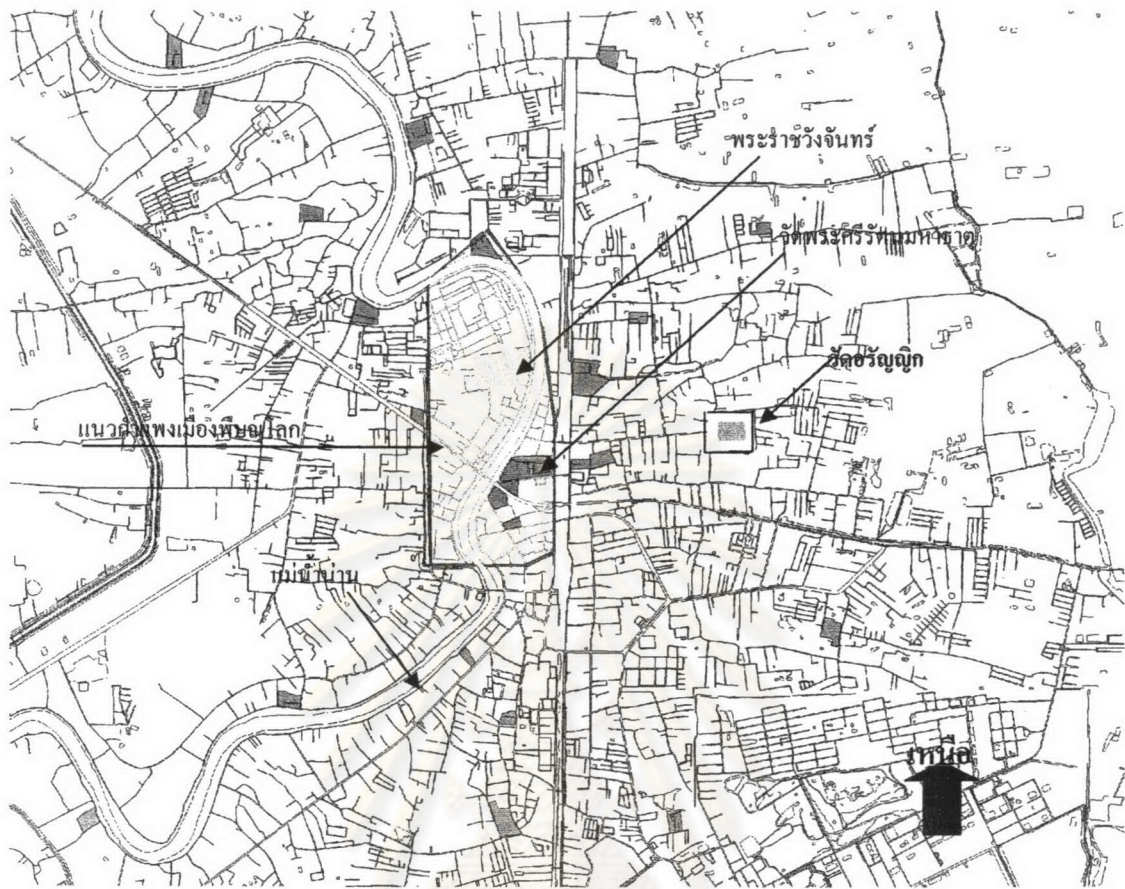 พระราชวังจันทร์
วัดพระศรีรัตนมหาธาตุ
วัดอรัญญิก
แนวกำแพงเมืองพิษณุโลก
แม่น้ำน่าน
เหนือ